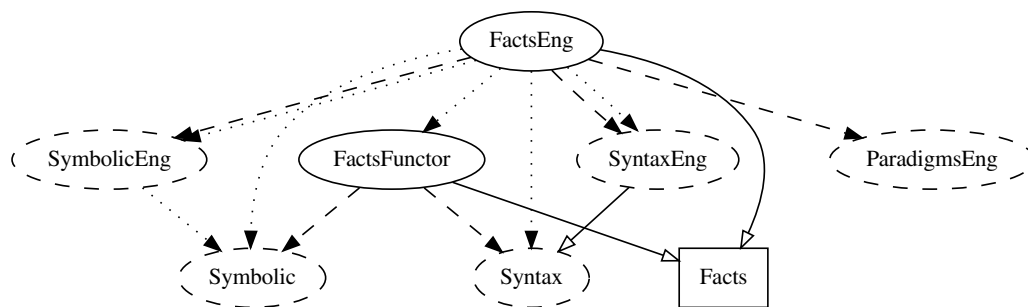 FactsEng
SymbolicEng
FactsFunctor
SyntaxEng
ParadigmsEng
Symbolic
Syntax
Facts